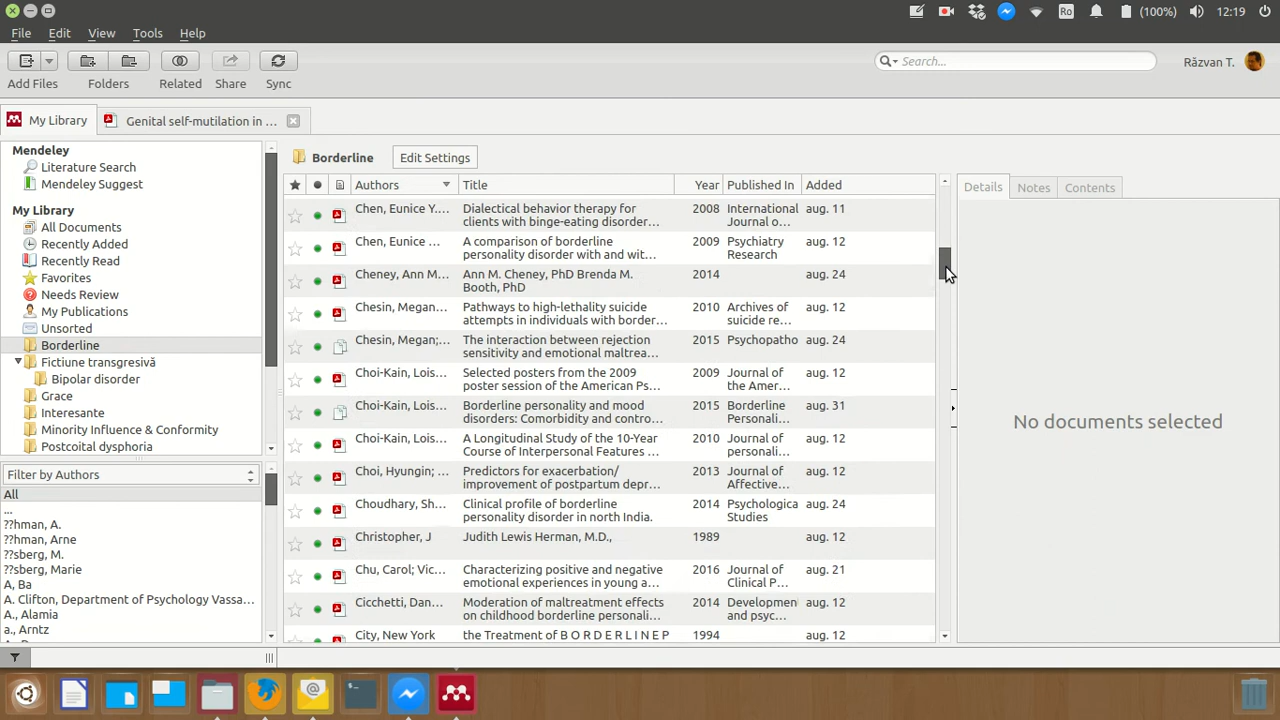 Ro
(100%)
12:19
File Edit View Tools Help
Search...
Răzvan T.
Add Files Folders Related Share Sync
My Library
Genital self-mutilation in ...
Mendeley
Literature Search
Mendeley Suggest
My Library
All Documents
Recently Added
Recently Read
Favorites
Needs Review
My Publications
Unsorted
Borderline
Fictiune transgresivă
Bipolar disorder
Grace
Interesante
Minority Influence & Conformity
Postcoital dysphoria
Filter by Authors
All
...
??hman, A.
??hman, Arne
??sberg, M.
??sberg, Marie
A, Ba
A. Clifton, Department of Psychology Vassa...
A., Alamia
a., Arntz
Borderline Edit Settings
Authors Title Year Published In Added
Chen, Eunice Y.... Dialectical behavior therapy for 2008 International aug. 11
clients with binge-eating disorder... Journal o...
Chen, Eunice ... A comparison of borderline 2009 Psychiatry aug. 12
personality disorder with and wit... Research
Cheney, Ann M... Ann M. Cheney, PhD Brenda M. 2014 aug. 24
Booth, PhD
Chesin, Megan... Pathways to high-lethality suicide 2010 Archives of aug. 12
attempts in individuals with border... suicide re...
Chesin, Megan;... The interaction between rejection 2015 Psychopatho aug. 24
sensitivity and emotional maltrea...
Choi-Kain, Lois... Selected posters from the 2009 2009 Journal of aug. 12
poster session of the American Ps... the Amer...
Choi-Kain, Lois... Borderline personality and mood 2015 Borderline aug. 31
disorders: Comorbidity and contro... Personali...
Choi-Kain, Lois... A Longitudinal Study of the 10-Year 2010 Journal of aug. 12
Course of Interpersonal Features ... personali...
Choi, Hyungin; ... Predictors for exacerbation/ 2013 Journal of aug. 12
improvement of postpartum depr... Affective...
Choudhary, Sh... Clinical profile of borderline 2014 Psychologica aug. 24
personality disorder in north India. Studies
Christopher, J Judith Lewis Herman, M.D., 1989 aug. 12
Chu, Carol; Vic... Characterizing positive and negative 2016 Journal of aug. 21
emotional experiences in young a... Clinical P...
Cicchetti, Dan... Moderation of maltreatment effects 2014 Developmen aug. 12
on childhood borderline personali... and psyc...
City, New York the Treatment of B O R D E R L I N E P 1994 aug. 12
Details Notes Contents
No documents selected